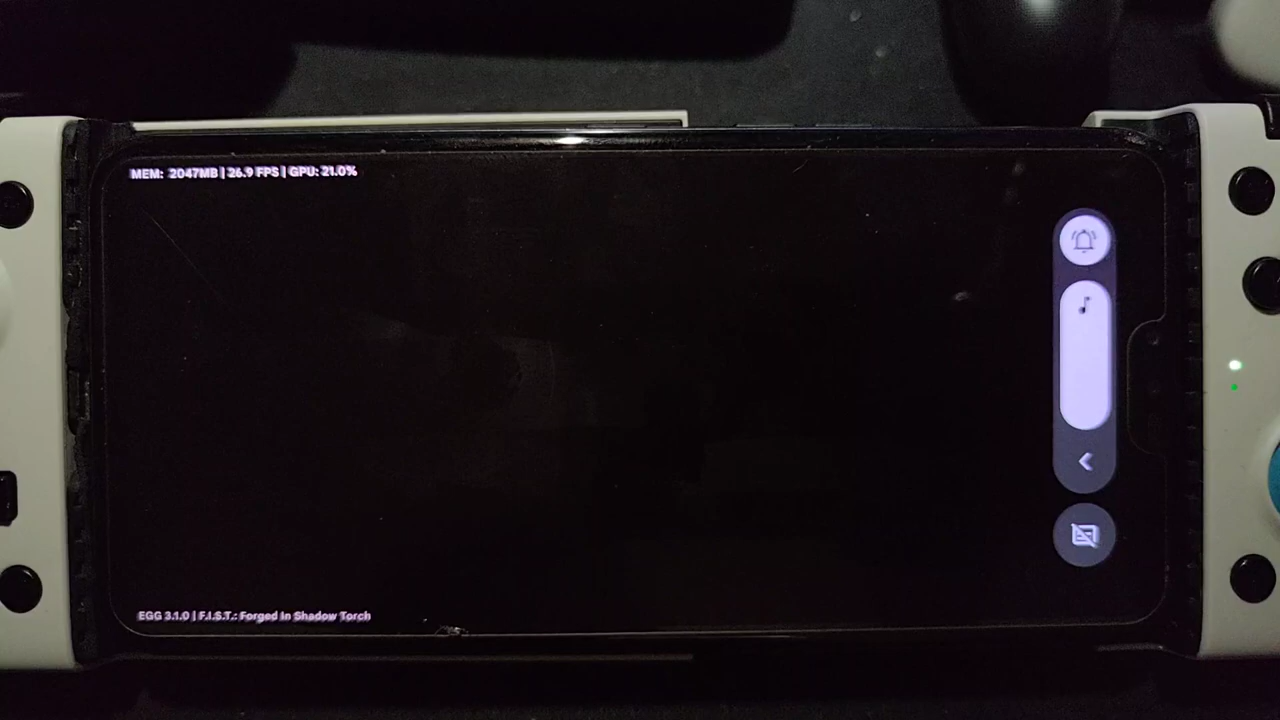 MEM: 2047MB | 26.9 FPS | GPU: 21.0%
EGG 3.1.0 | F.I.S.T.: Forged In Shadow Torch